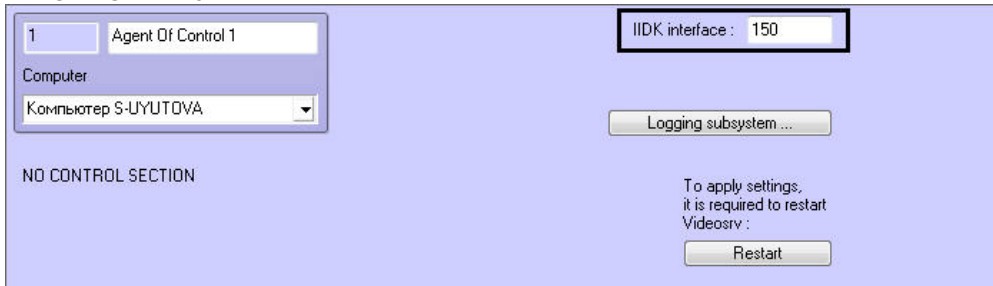 1 Agent Of Control 1
IIDK interface : 150
Computer
Компьютер S-UYUTOVA
Logging subsystem ...
NO CONTROL SECTION
To apply settings,
it is required to restart
Videosrv :
Restart